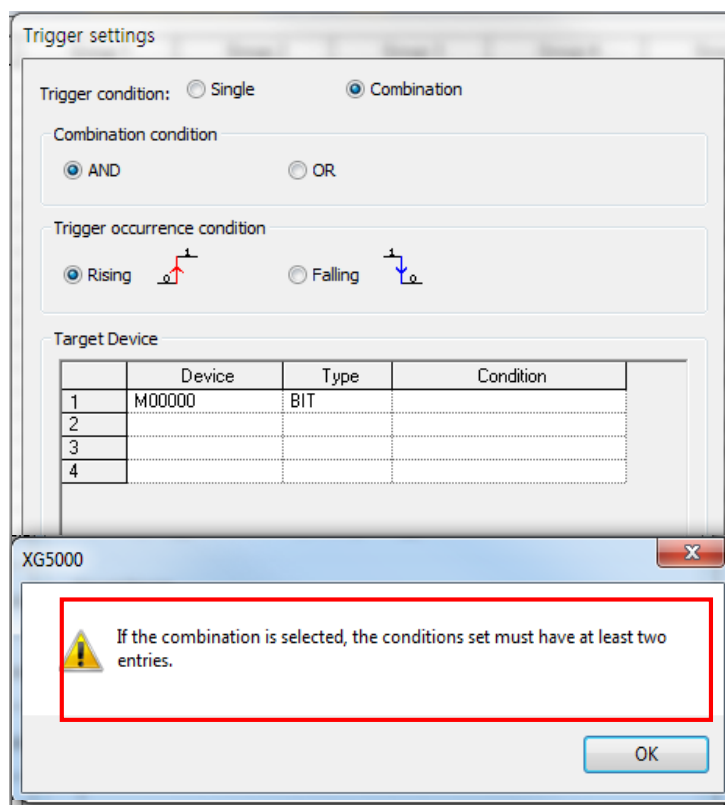 Trigger settings
Trigger condition: Single Combination
Combination condition
AND OR
Trigger occurrence condition
Rising 0 1 Falling 1 0
Target Device
Device Type Condition
1 M00000 BIT
2
3
4
XG5000
If the combination is selected, the conditions set must have at least two
entries.
OK